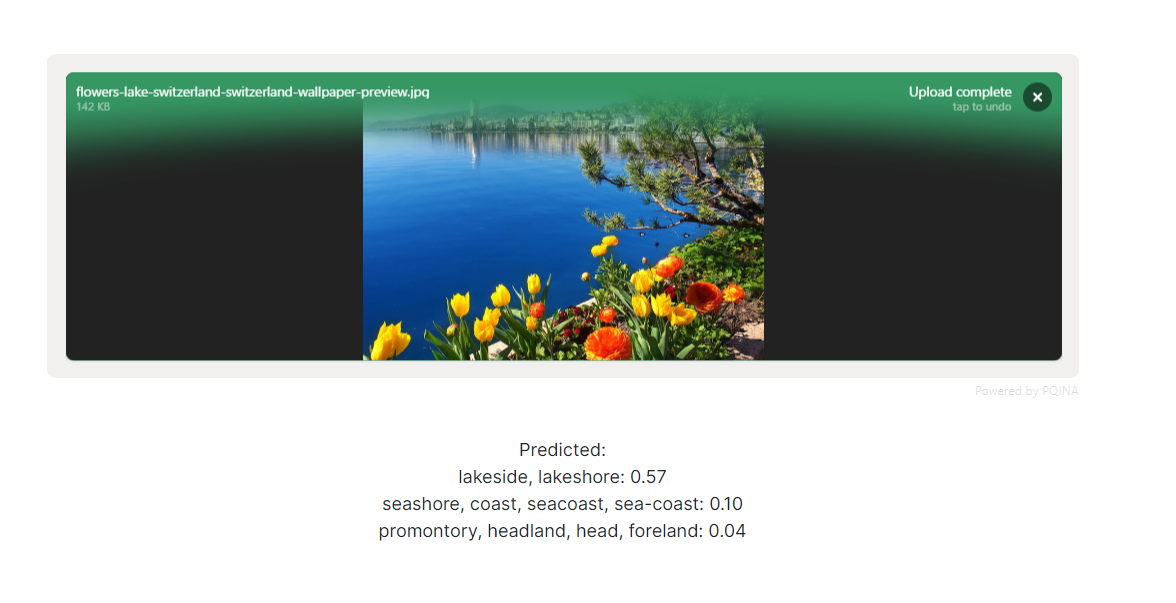 flowers-lake-switzerland-switzerland-wallpaper-preview.jpg
142 KB
Upload complete
tap to undo
Powered by PQINA
Predicted:
lakeside, lakeshore: 0.57
seashore, coast, seacoast, sea-coast: 0.10
promontory, headland, head, foreland: 0.04